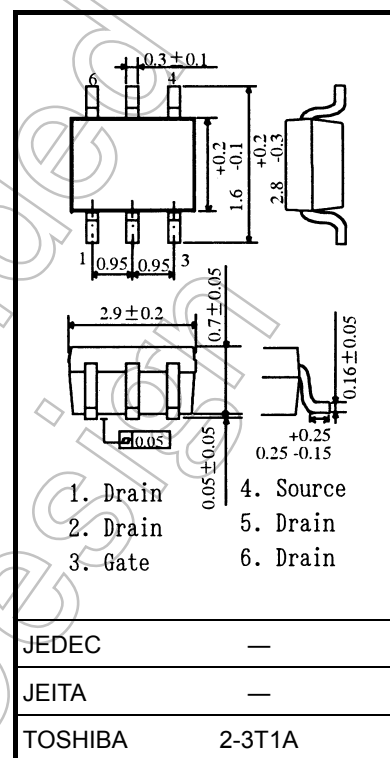 0.3±0.1
6 4
+0.2
1.6 -0.1
+0.2
2.8 -0.3
1 0.95 0.95 3
2.9±0.2
0.7±0.05
0.16±0.05
0.05
0.05±0.05
+0.25
0.25 -0.15
1. Drain 4. Source
2. Drain 5. Drain
3. Gate 6. Drain
JEDEC —
JEITA —
TOSHIBA 2-3T1A